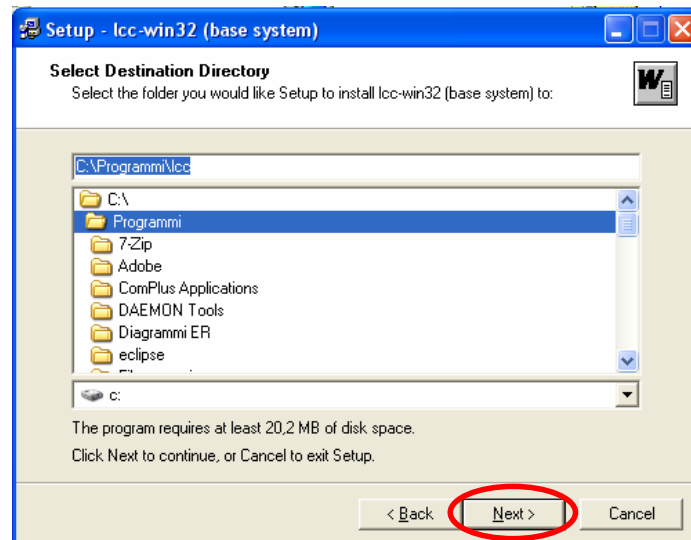 Setup - lcc-win32 (base system)
Select Destination Directory
Select the folder you would like Setup to install lcc-win32 (base system) to:
W
C:\Programmi\lcc
C:\
Programmi
7-Zip
Adobe
ComPlus Applications
DAEMON Tools
Diagrammi ER
eclipse
c:
The program requires at least 20,2 MB of disk space.
Click Next to continue, or Cancel to exit Setup.
< Back
Next >
Cancel